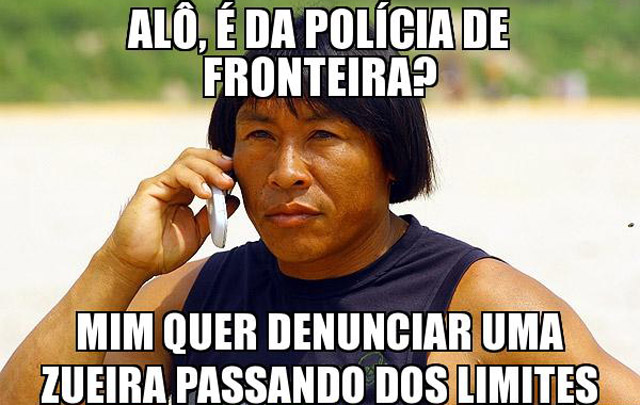 ALÔ, É DA POLÍCIA DE
FRONTEIRA?
MIM QUER DENUNCIAR UMA
ZUEIRA PASSANDO DOS LIMITES